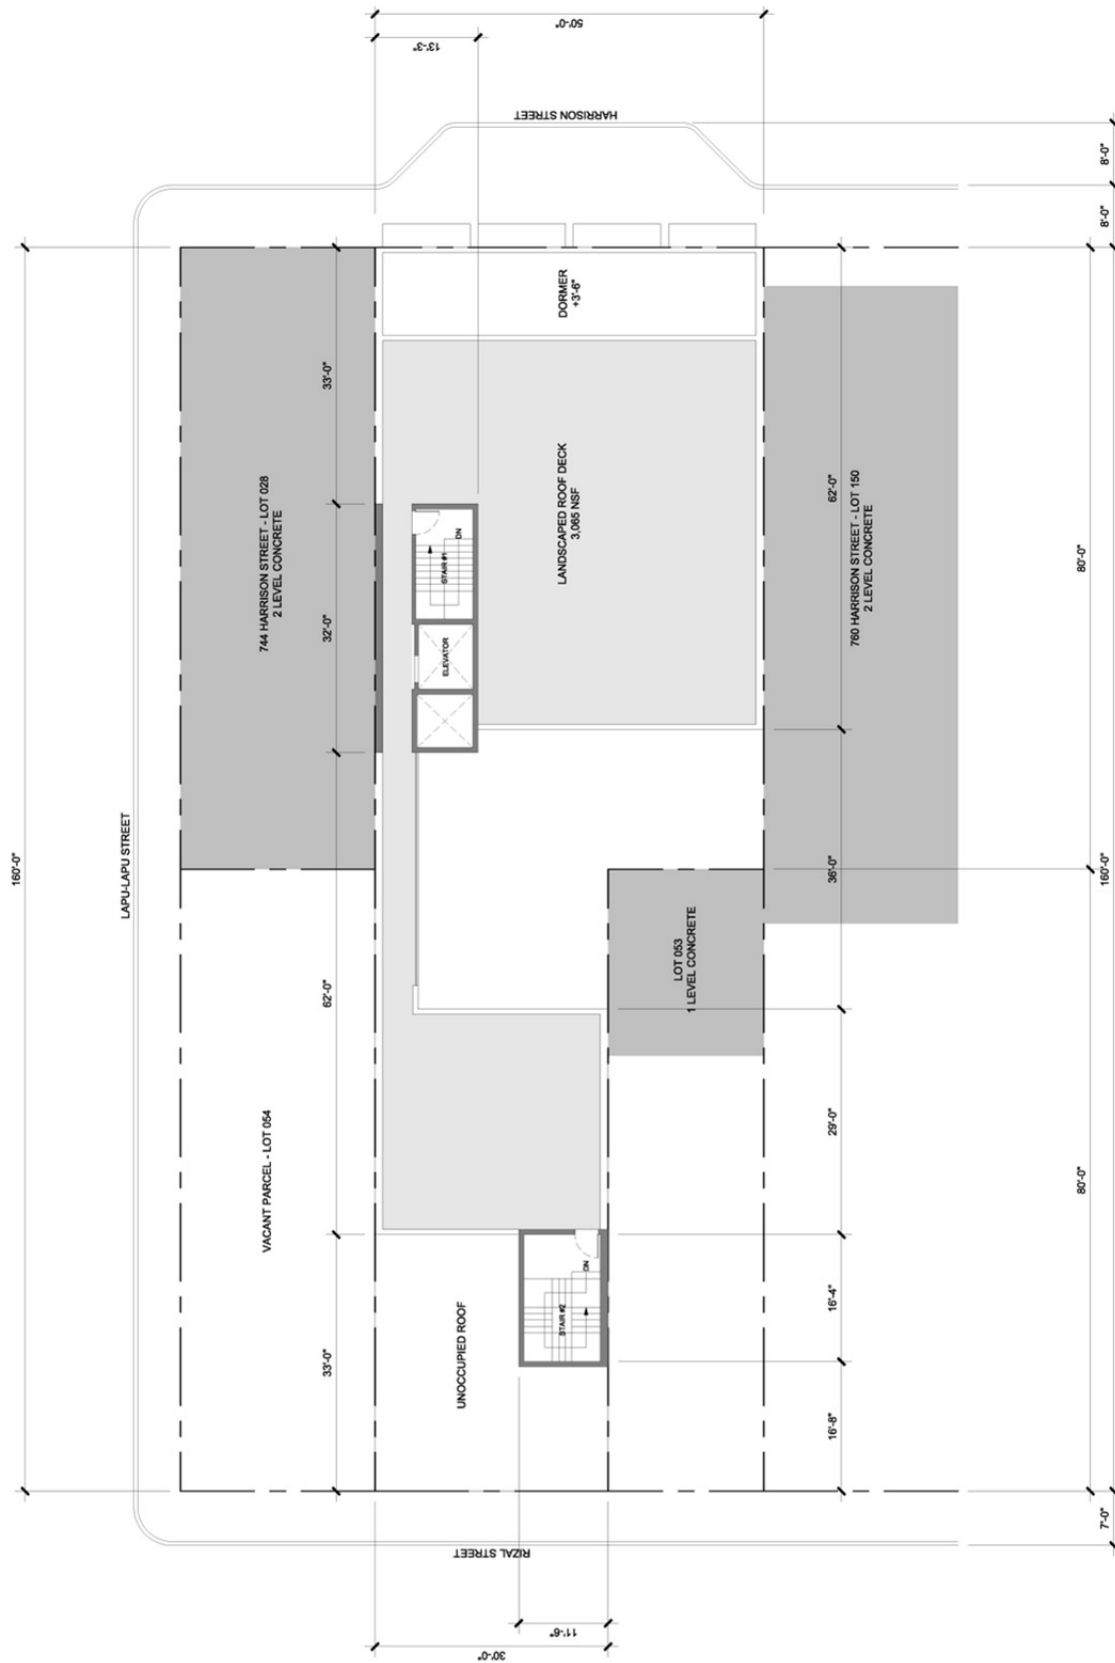 50'-0"
13'-3"
HARRISON STREET
8'-0"
8'-0"
DORMER
+3'-6"
33'-0"
744 HARRISON STREET - LOT 028
2 LEVEL CONCRETE
LANDSCAPED ROOF DECK
3,065 NSF
62'-0"
760 HARRISON STREET - LOT 150
2 LEVEL CONCRETE
80'-0"
DN
STAIR #1
32'-0"
ELEVATOR
LAPU-LAPU STREET
160'-0"
36'-0"
160'-0"
LOT 053
1 LEVEL CONCRETE
62'-0"
29'-0"
VACANT PARCEL - LOT 054
80'-0"
DN
STAIR #2
16'-4"
UNOCCUPIED ROOF
33'-0"
16'-8"
7'-0"
RIZAL STREET
11'-6"
30'-0"